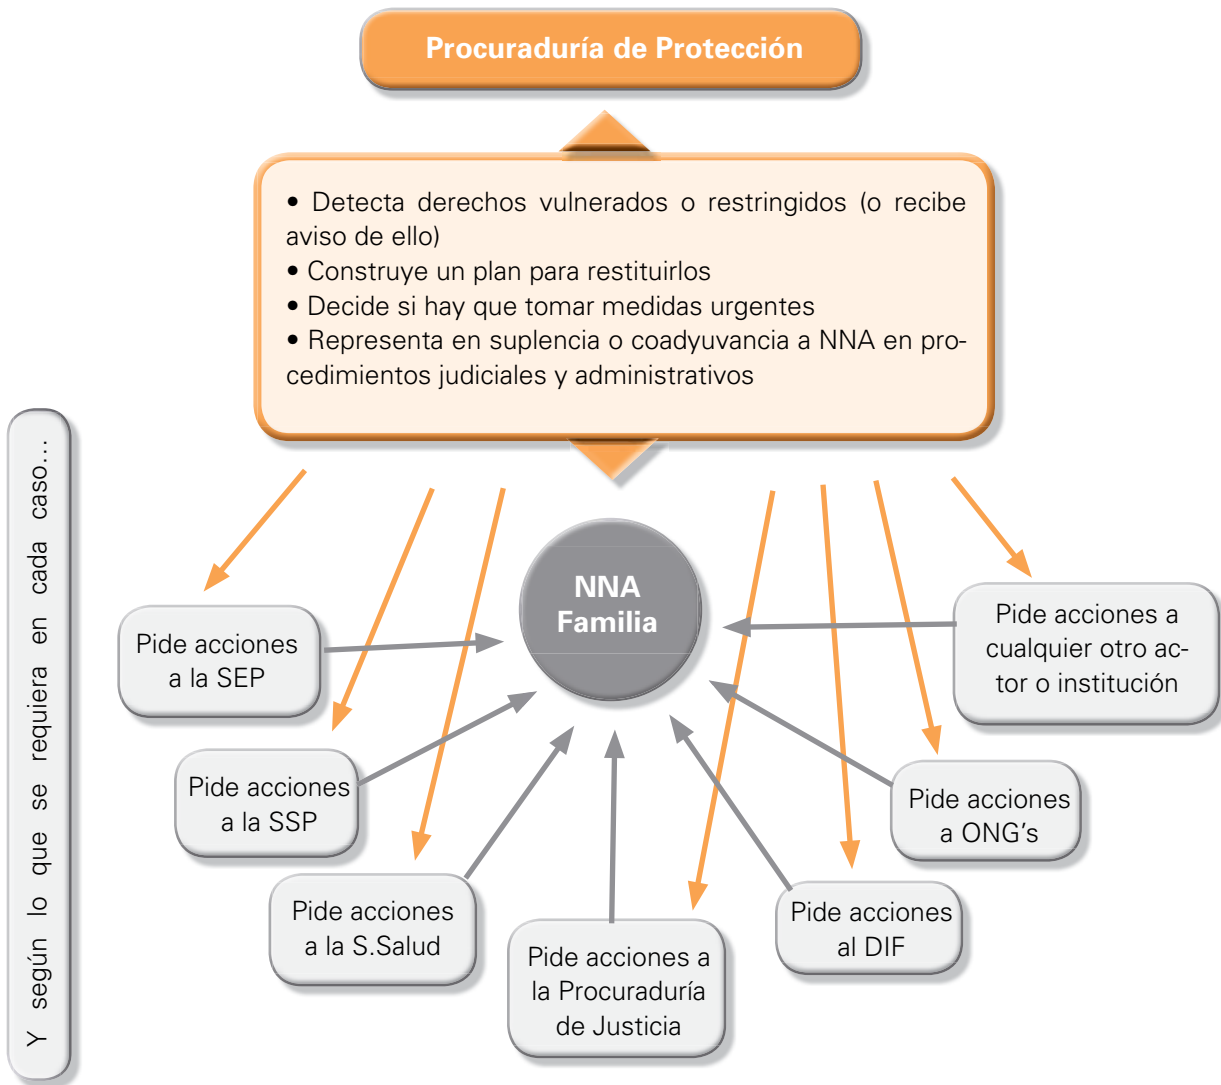 Procuraduría de Protección
• Detecta derechos vulnerados o restringidos (o recibe
aviso de ello)
• Construye un plan para restituirlos
• Decide si hay que tomar medidas urgentes
• Representa en suplencia o coadyuvancia a NNA en pro-
cedimientos judiciales y administrativos
Y según lo que se requiera en cada caso...
NNA
Familia
Pide acciones
a la SEP
Pide acciones
a la SSP
Pide acciones
a la S.Salud
Pide acciones a
la Procuraduría
de Justicia
Pide acciones
al DIF
Pide acciones
a ONG's
Pide acciones a
cualquier otro ac-
tor o institución